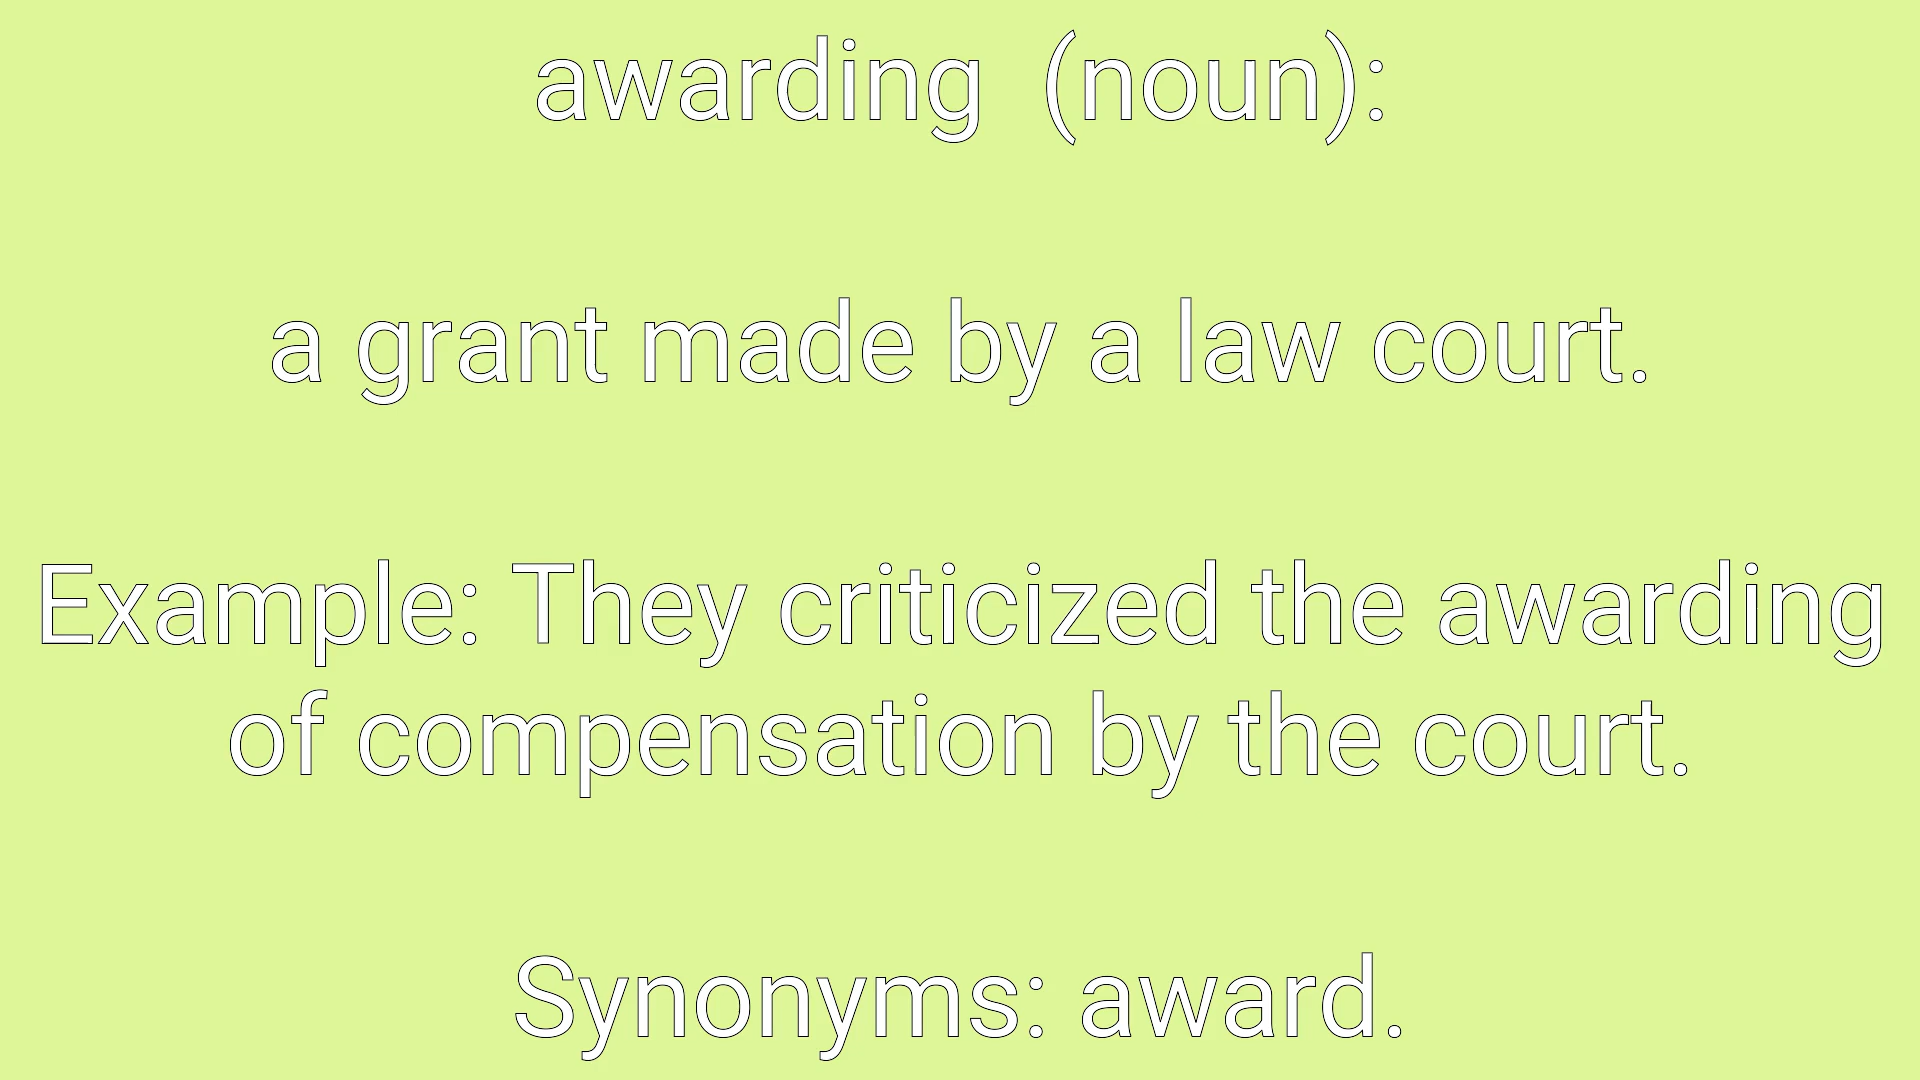 awarding  (noun):
a grant made by a law court.
Example: They criticized the awarding
of compensation by the court.
Synonyms: award.